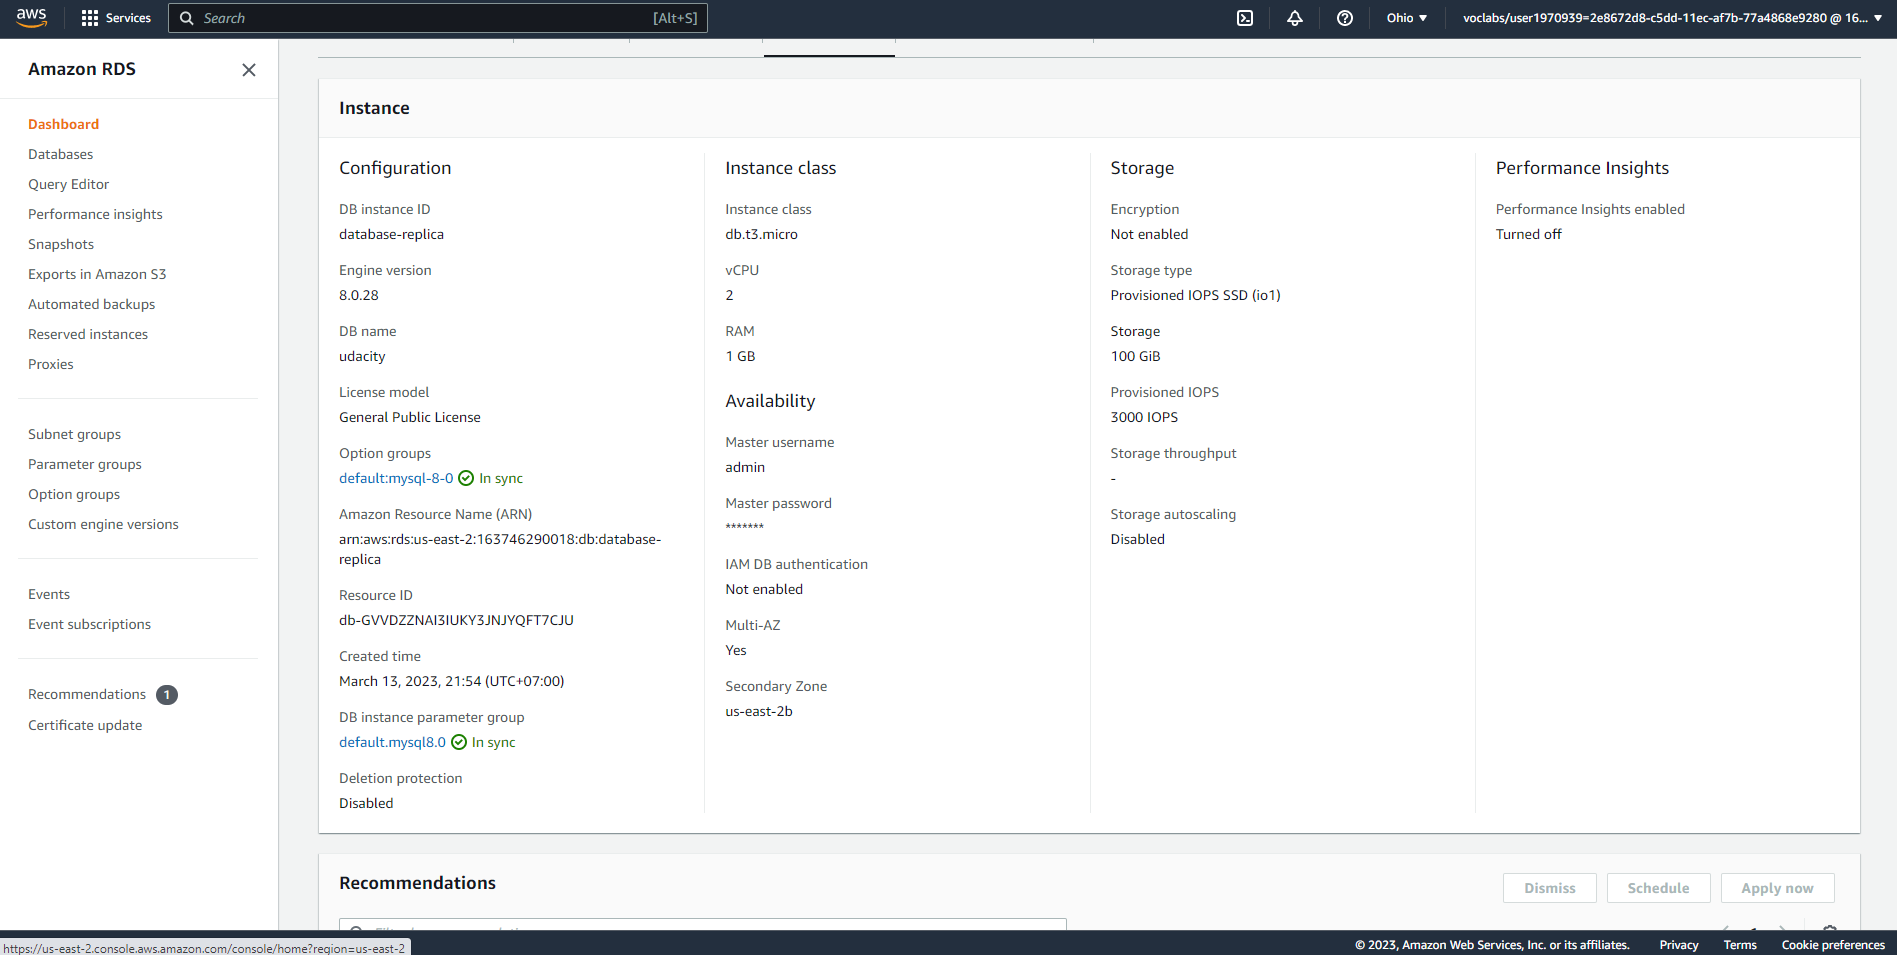 aws
Services
Search
[Alt+S]
Ohio
voclabs/user1970939=2e8672d8-c5dd-11ec-af7b-77a4868e9280 @ 16...
Amazon RDS
Dashboard
Databases
Query Editor
Performance insights
Snapshots
Exports in Amazon S3
Automated backups
Reserved instances
Proxies
Subnet groups
Parameter groups
Option groups
Custom engine versions
Events
Event subscriptions
Recommendations 1
Certificate update
Instance
Configuration
DB instance ID
database-replica
Engine version
8.0.28
DB name
udacity
License model
General Public License
Option groups
default:mysql-8-0 In sync
Amazon Resource Name (ARN)
arn:aws:rds:us-east-2:163746290018:db:database-
replica
Resource ID
db-GVVDZZNAI3IUKY3JNJYQFT7CJU
Created time
March 13, 2023, 21:54 (UTC+07:00)
DB instance parameter group
default.mysql8.0 In sync
Deletion protection
Disabled
Instance class
Instance class
db.t3.micro
vCPU
2
RAM
1 GB
Availability
Master username
admin
Master password
*******
IAM DB authentication
Not enabled
Multi-AZ
Yes
Secondary Zone
us-east-2b
Storage
Encryption
Not enabled
Storage type
Provisioned IOPS SSD (io1)
Storage
100 GiB
Provisioned IOPS
3000 IOPS
Storage throughput
-
Storage autoscaling
Disabled
Performance Insights
Performance Insights enabled
Turned off
Recommendations
Dismiss
Schedule
Apply now
https://us-east-2.console.aws.amazon.com/console/home?region=us-east-2
© 2023, Amazon Web Services, Inc. or its affiliates.
Privacy
Terms
Cookie preferences